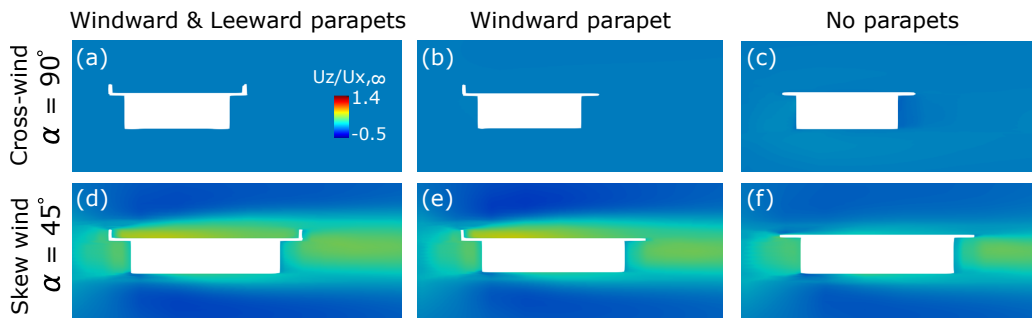 Windward & Leeward parapets
Windward parapet
No parapets
Cross-wind
α = 90°
(a)
Uz/Ux,∞
1.4
-0.5
(b)
(c)
Skew wind
α = 45°
(d)
(e)
(f)